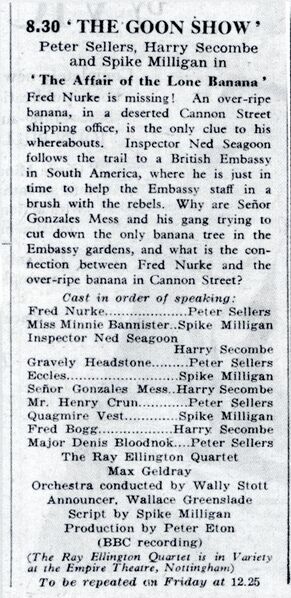 8.30 ‘THE GOON SHOW’
Peter Sellers, Harry Secombe
and Spike Milligan in
‘The Affair of the Lone Banana’
Fred Nurke is missing! An over-ripe
banana, in a deserted Cannon Street
shipping office, is the only clue to his
whereabouts. Inspector Ned Seagoon
follows the trail to a British Embassy
in South America, where he is just in
time to help the Embassy staff in a
brush with the rebels. Why are Señor
Gonzales Mess and his gang trying to
cut down the only banana tree in the
Embassy gardens, and what is the con-
nection between Fred Nurke and the
over-ripe banana in Cannon Street?
Cast in order of speaking:
Fred Nurke....................Peter Sellers
Miss Minnie Bannister..Spike Milligan
Inspector Ned Seagoon
Harry Secombe
Gravely Headstone........Peter Sellers
Eccles..........................Spike Milligan
Señor Gonzales Mess..Harry Secombe
Mr. Henry Crun............Peter Sellers
Quagmire Vest............Spike Milligan
Fred Bogg..................Harry Secombe
Major Denis Bloodnok....Peter Sellers
The Ray Ellington Quartet
Max Geldray
Orchestra conducted by Wally Stott
Announcer, Wallace Greenslade
Script by Spike Milligan
Production by Peter Eton
(BBC recording)
(The Ray Ellington Quartet is in Variety
at the Empire Theatre, Nottingham)
To be repeated on Friday at 12.25